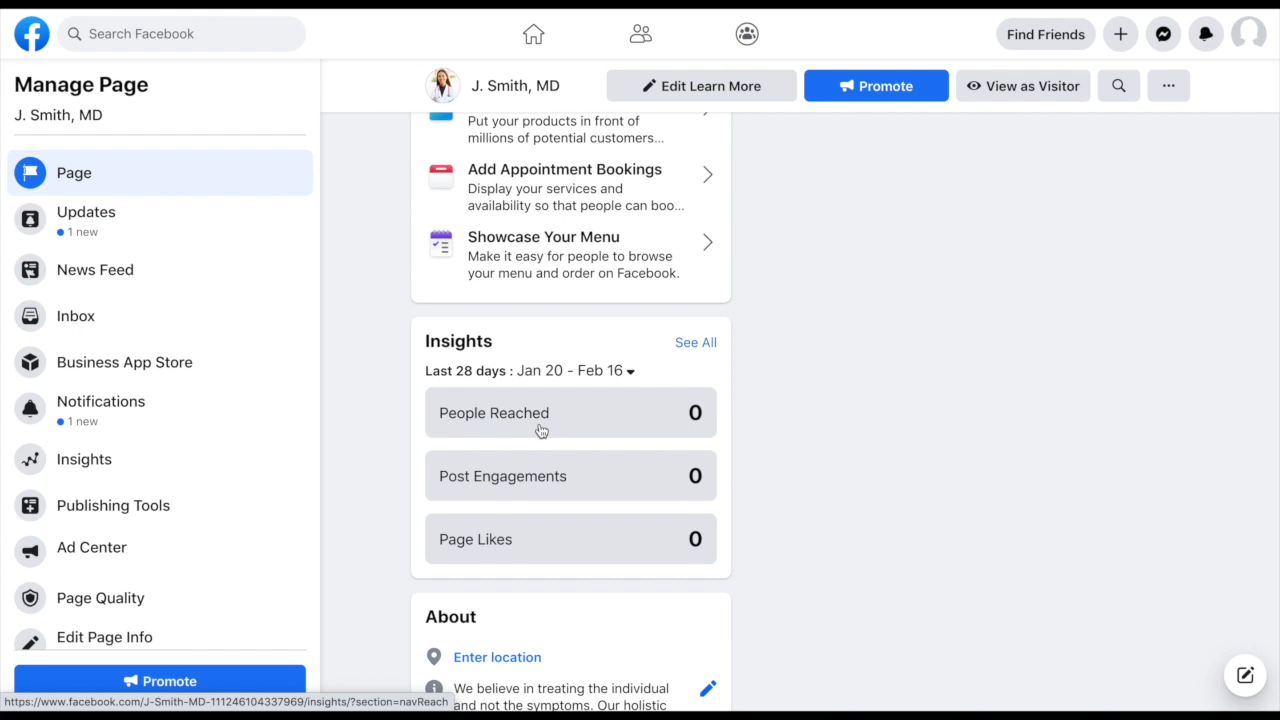 Search Facebook
Find Friends
Manage Page
J. Smith, MD
Page
Updates
1 new
News Feed
Inbox
Business App Store
Notifications
1 new
Insights
Publishing Tools
Ad Center
Page Quality
Edit Page Info
Promote
https://www.facebook.com/J-Smith-MD-111246104337969/insights/?section=navReach
J. Smith, MD
Edit Learn More
Promote
View as Visitor
Put your products in front of
millions of potential customers...
Add Appointment Bookings
Display your services and
availability so that people can boo...
Showcase Your Menu
Make it easy for people to browse
your menu and order on Facebook.
Insights
See All
Last 28 days : Jan 20 - Feb 16
People Reached 0
Post Engagements 0
Page Likes 0
About
Enter location
We believe in treating the individual
and not the symptoms. Our holistic